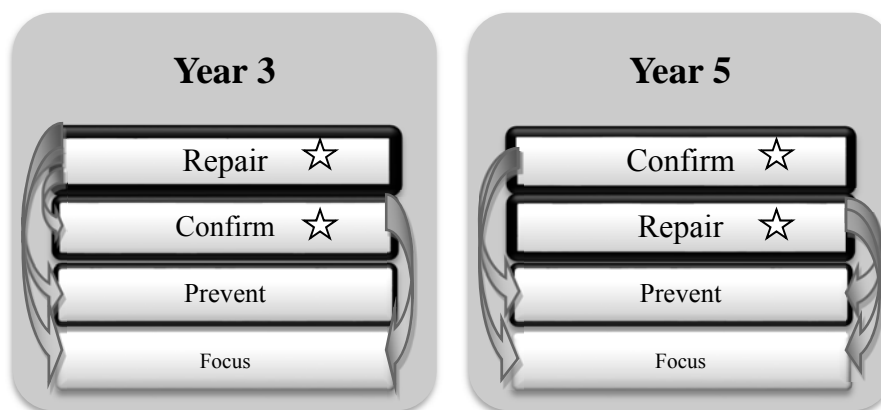 Year 3
Repair
Confirm
Prevent
Focus
Year 5
Confirm
Repair
Prevent
Focus